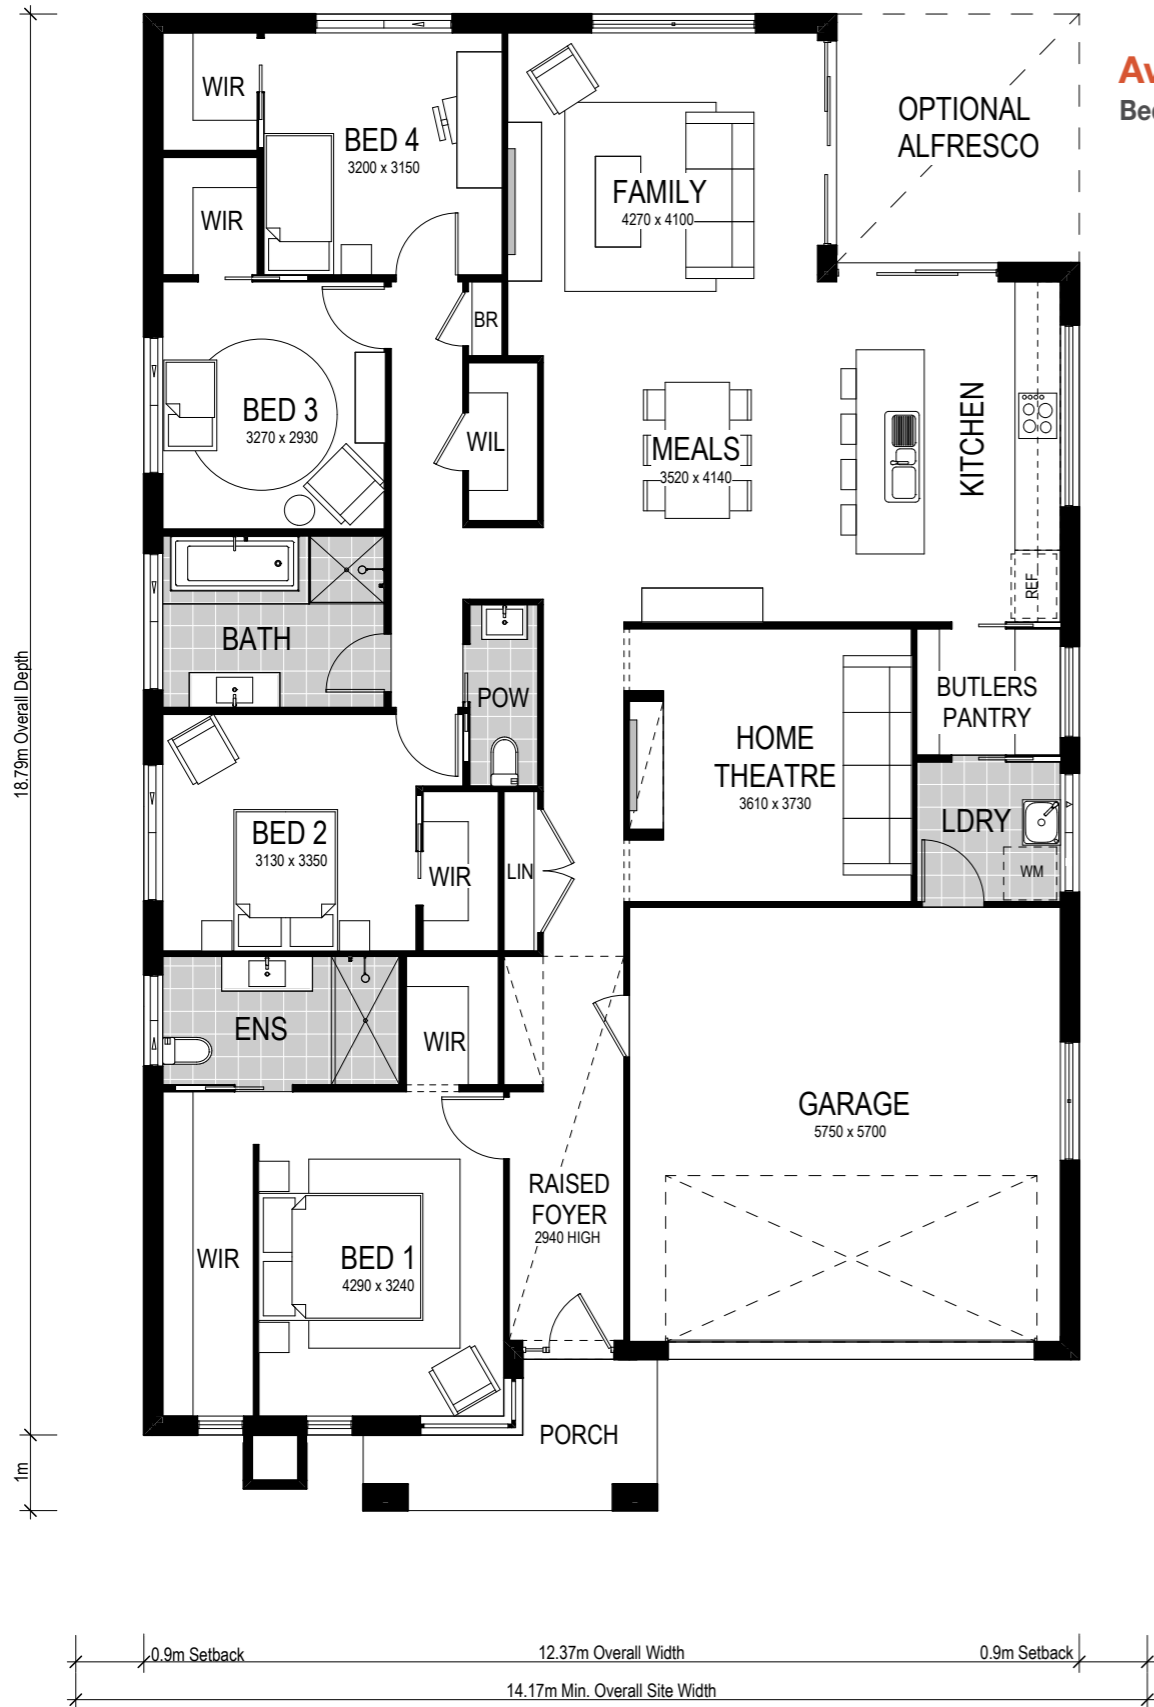 Av
Bed
WIR
BED 4
3200 x 3150
OPTIONAL
ALFRESCO
FAMILY
4270 x 4100
WIR
BR
BED 3
3270 x 2930
WIL
MEALS
3520 x 4140
KITCHEN
REF
BATH
POW
BUTLERS
PANTRY
HOME
THEATRE
3610 x 3730
BED 2
3130 x 3350
LDRY
WIR
LIN
WM
ENS
WIR
GARAGE
5750 x 5700
RAISED
FOYER
2940 HIGH
WIR
BED 1
4290 x 3240
PORCH
18.79m Overall Depth
1m
0.9m Setback
12.37m Overall Width
0.9m Setback
14.17m Min. Overall Site Width